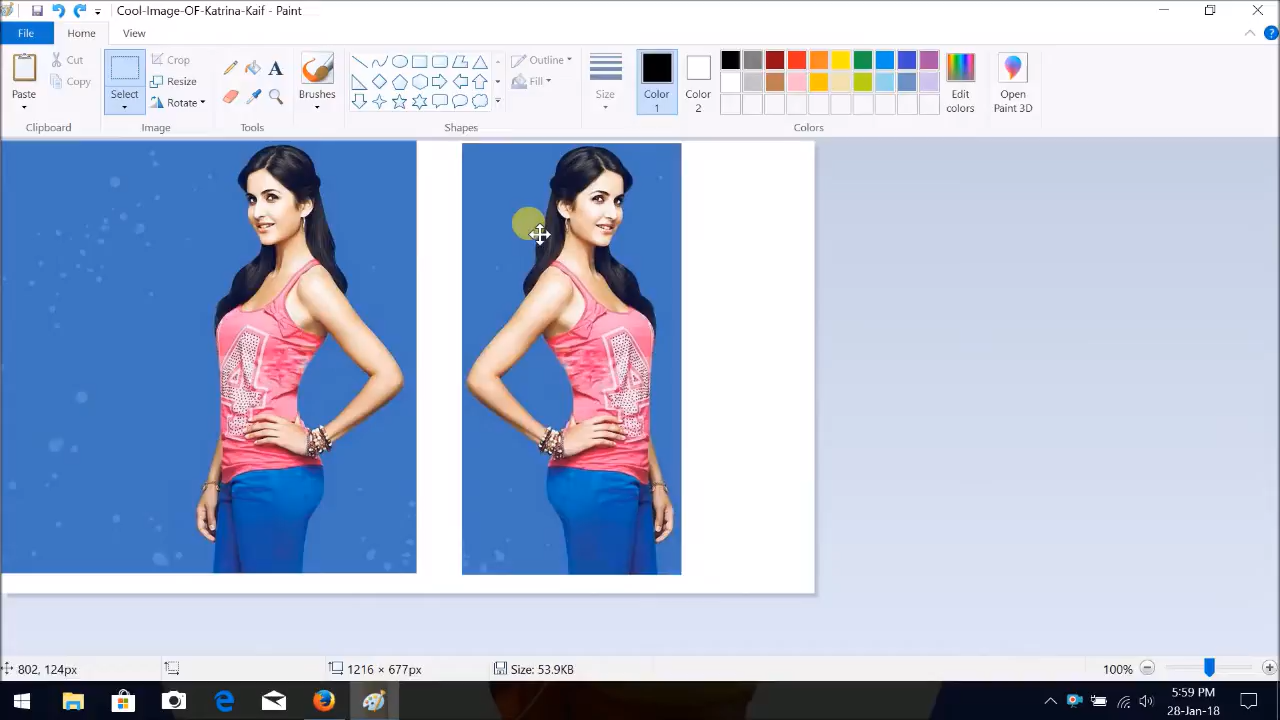 Cool-Image-OF-Katrina-Kaif - Paint
File Home View
Paste
Clipboard
Cut
Copy
Select
Crop
Resize
Rotate
Image
Tools
Brushes
Shapes
Outline
Fill
Size
Color 1
Color 2
Colors
Edit colors
Open Paint 3D
802, 124px
1216 × 677px
Size: 53.9KB
100%
5:59 PM
28-Jan-18